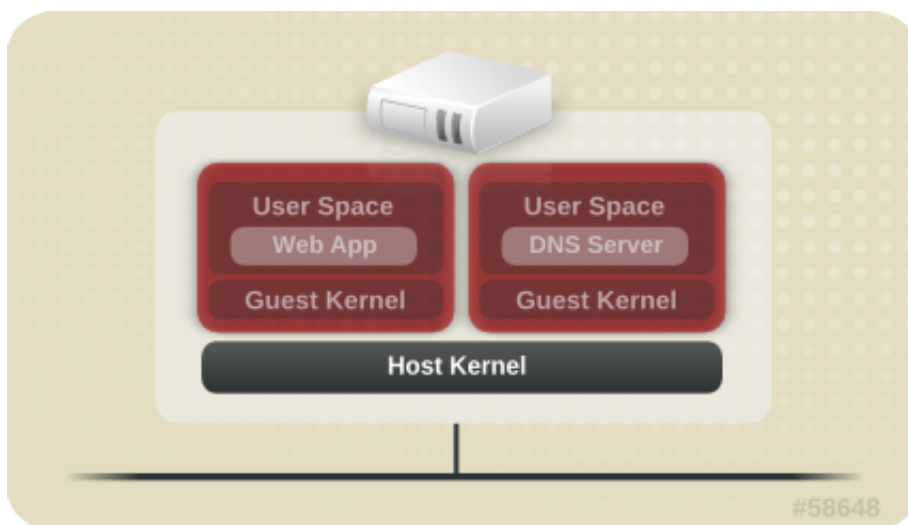 User Space
Web App
Guest Kernel
User Space
DNS Server
Guest Kernel
Host Kernel
#58648